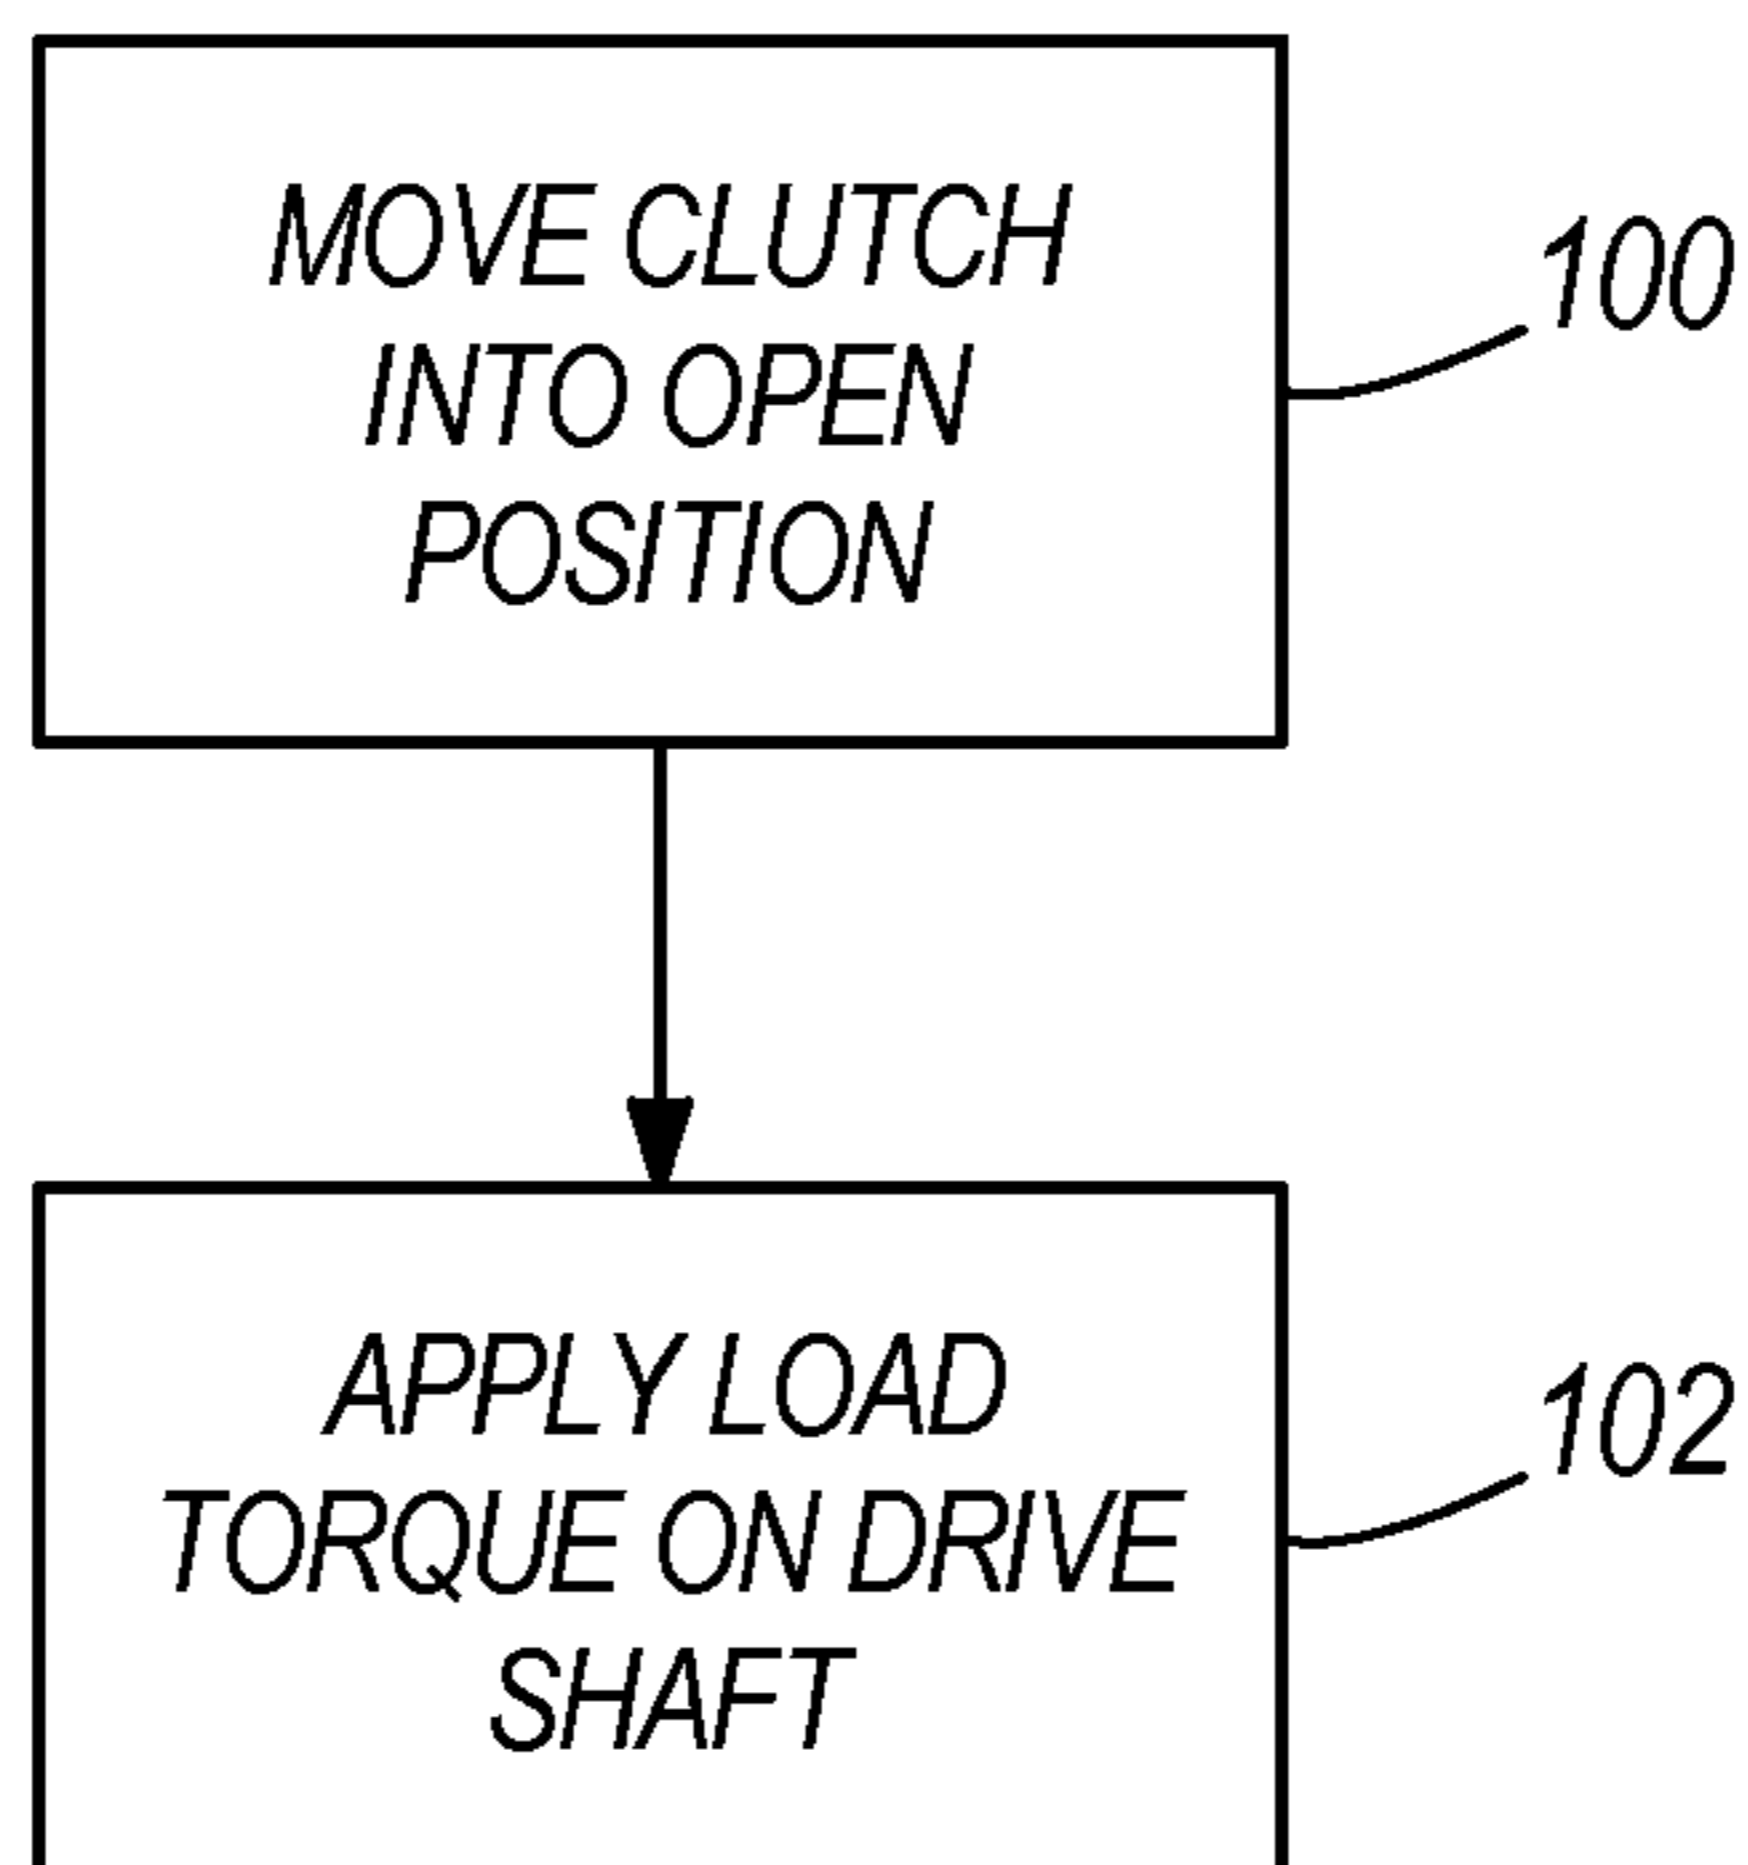 MOVE CLUTCH
INTO OPEN
POSITION
100
APPLY LOAD
TORQUE ON DRIVE
SHAFT
102